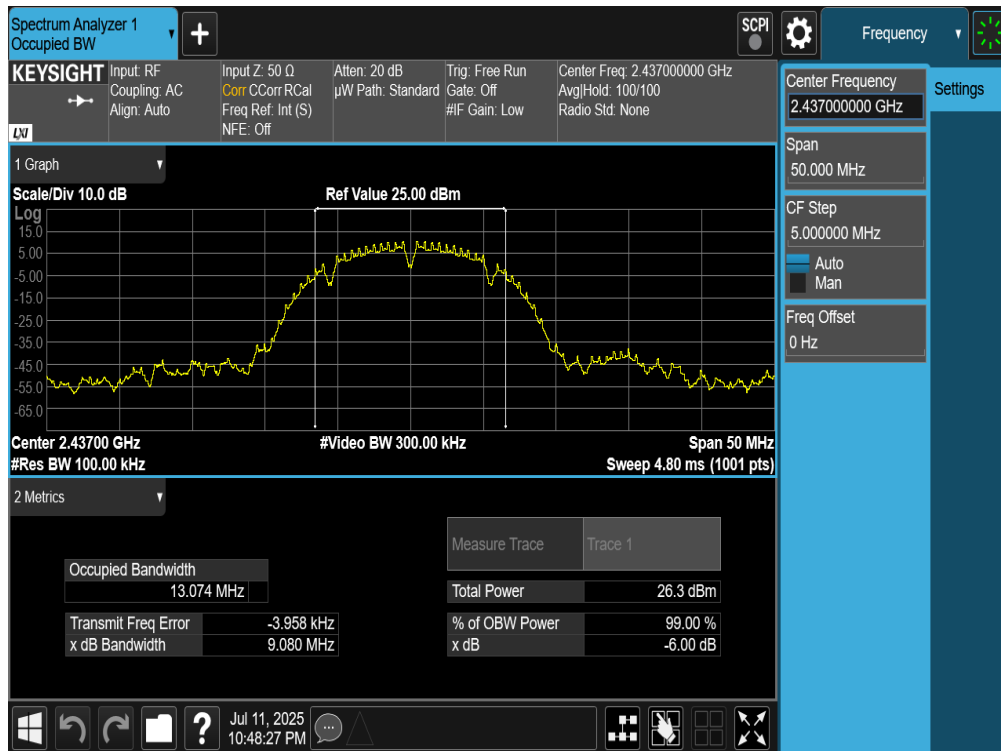 Spectrum Analyzer 1
Occupied BW
+
SCPI
Frequency
KEYSIGHT
LXI
Input: RF
Coupling: AC
Align: Auto
Input Z: 50 Ω
Corr CCorr RCal
Freq Ref: Int (S)
NFE: Off
Atten: 20 dB
µW Path: Standard
Trig: Free Run
Gate: Off
#IF Gain: Low
Center Freq: 2.437000000 GHz
Avg|Hold: 100/100
Radio Std: None
Center Frequency
2.437000000 GHz
Settings
Span
50.000 MHz
CF Step
5.000000 MHz
Auto
Man
Freq Offset
0 Hz
1 Graph
Scale/Div 10.0 dB
Ref Value 25.00 dBm
Log
15.0
5.00
-5.00
-15.0
-25.0
-35.0
-45.0
-55.0
-65.0
Center 2.43700 GHz
#Video BW 300.00 kHz
Span 50 MHz
#Res BW 100.00 kHz
Sweep 4.80 ms (1001 pts)
2 Metrics
Measure Trace
Trace 1
Occupied Bandwidth
13.074 MHz
Total Power
26.3 dBm
Transmit Freq Error
-3.958 kHz
% of OBW Power
99.00 %
x dB Bandwidth
9.080 MHz
x dB
-6.00 dB
?
Jul 11, 2025
10:48:27 PM